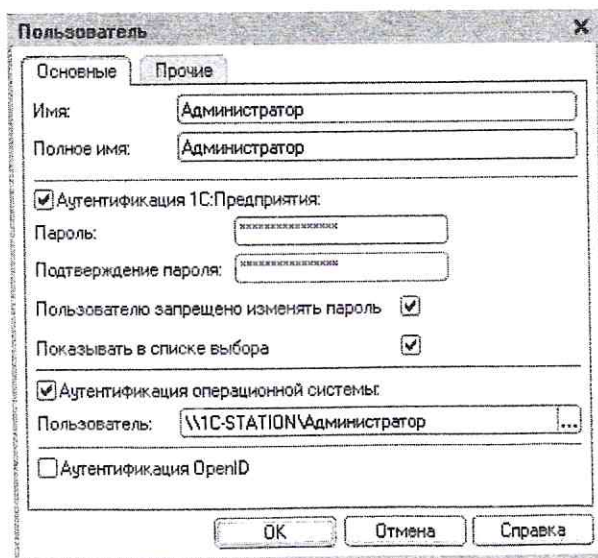 Пользователь
Основные Прочие
Имя: Администратор
Полное имя: Администратор
Аутентификация 1С:Предприятия:
Пароль: ****************
Подтверждение пароля: ****************
Пользователю запрещено изменять пароль
Показывать в списке выбора
Аутентификация операционной системы:
Пользователь: \\1C-STATION\Администратор ...
Аутентификация OpenID
OK Отмена Справка